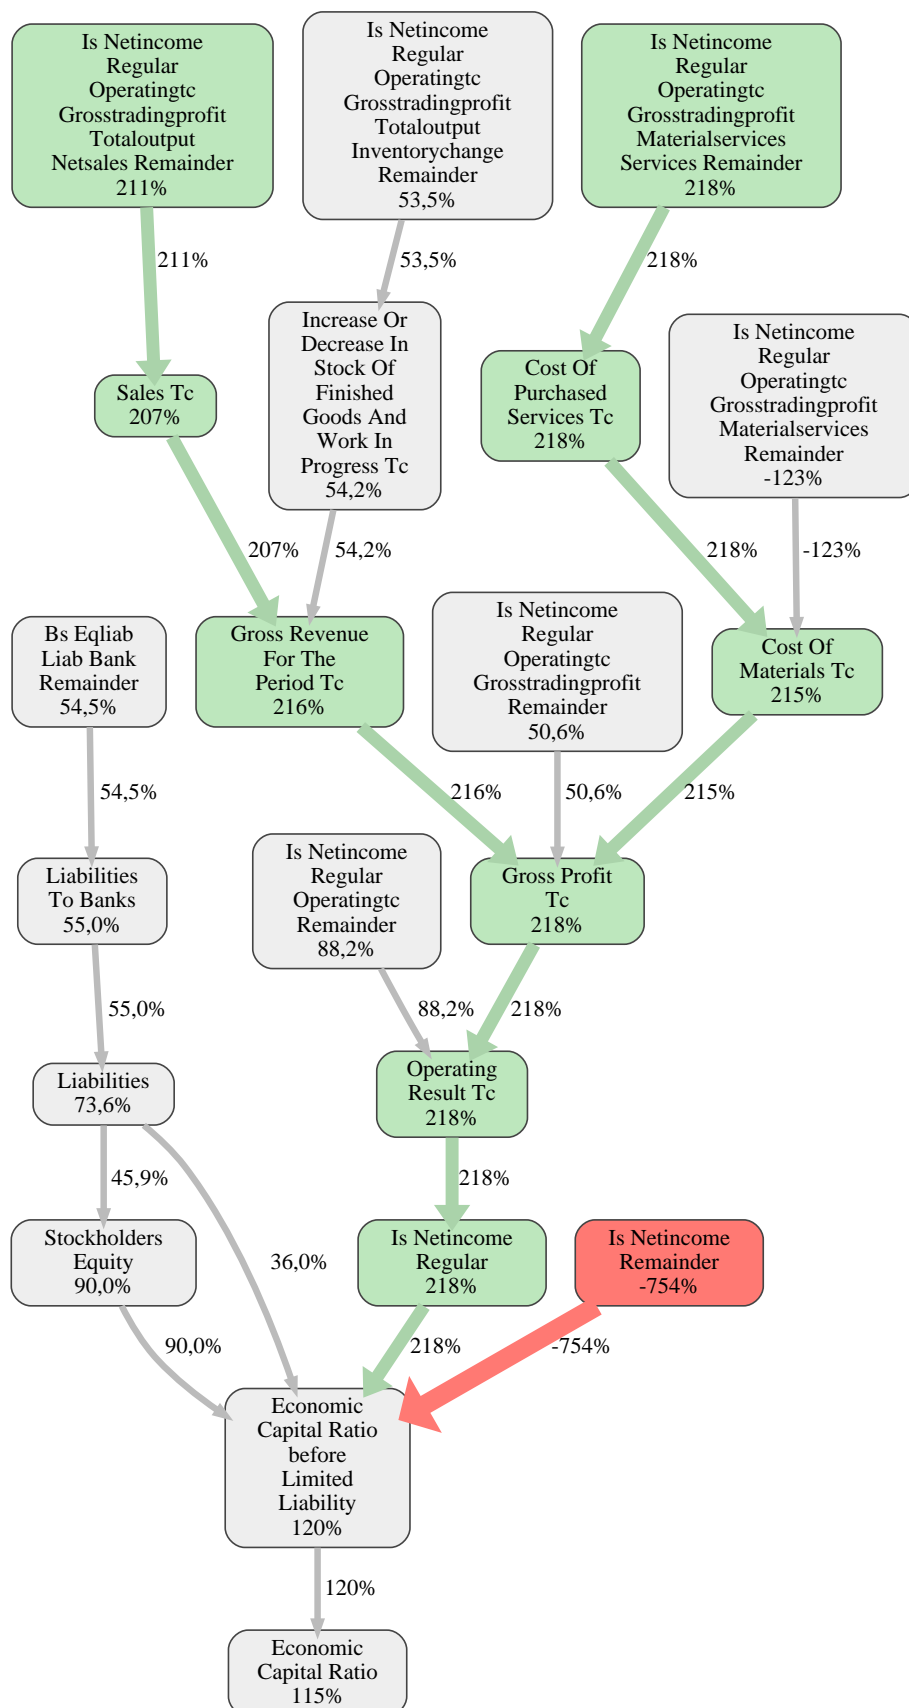 Is Netincome
Regular
Operatingtc
Grosstradingprofit
Totaloutput
Netsales Remainder
211%
Is Netincome
Regular
Operatingtc
Grosstradingprofit
Totaloutput
Inventorychange
Remainder
53,5%
Is Netincome
Regular
Operatingtc
Grosstradingprofit
Materialservices
Services Remainder
218%
211%
53,5%
218%
Sales Tc
207%
Increase Or
Decrease In
Stock Of
Finished
Goods And
Work In
Progress Tc
54,2%
Cost Of
Purchased
Services Tc
218%
Is Netincome
Regular
Operatingtc
Grosstradingprofit
Materialservices
Remainder
-123%
207%
54,2%
218%
-123%
Bs Eqliab
Liab Bank
Remainder
54,5%
Gross Revenue
For The
Period Tc
216%
Is Netincome
Regular
Operatingtc
Grosstradingprofit
Remainder
50,6%
Cost Of
Materials Tc
215%
54,5%
216%
50,6%
215%
Liabilities
To Banks
55,0%
Is Netincome
Regular
Operatingtc
Remainder
88,2%
Gross Profit
Tc
218%
55,0%
88,2%
218%
Liabilities
73,6%
Operating
Result Tc
218%
45,9%
218%
Stockholders
Equity
90,0%
36,0%
Is Netincome
Regular
218%
Is Netincome
Remainder
-754%
90,0%
218%
-754%
Economic
Capital Ratio
before
Limited
Liability
120%
120%
Economic
Capital Ratio
115%